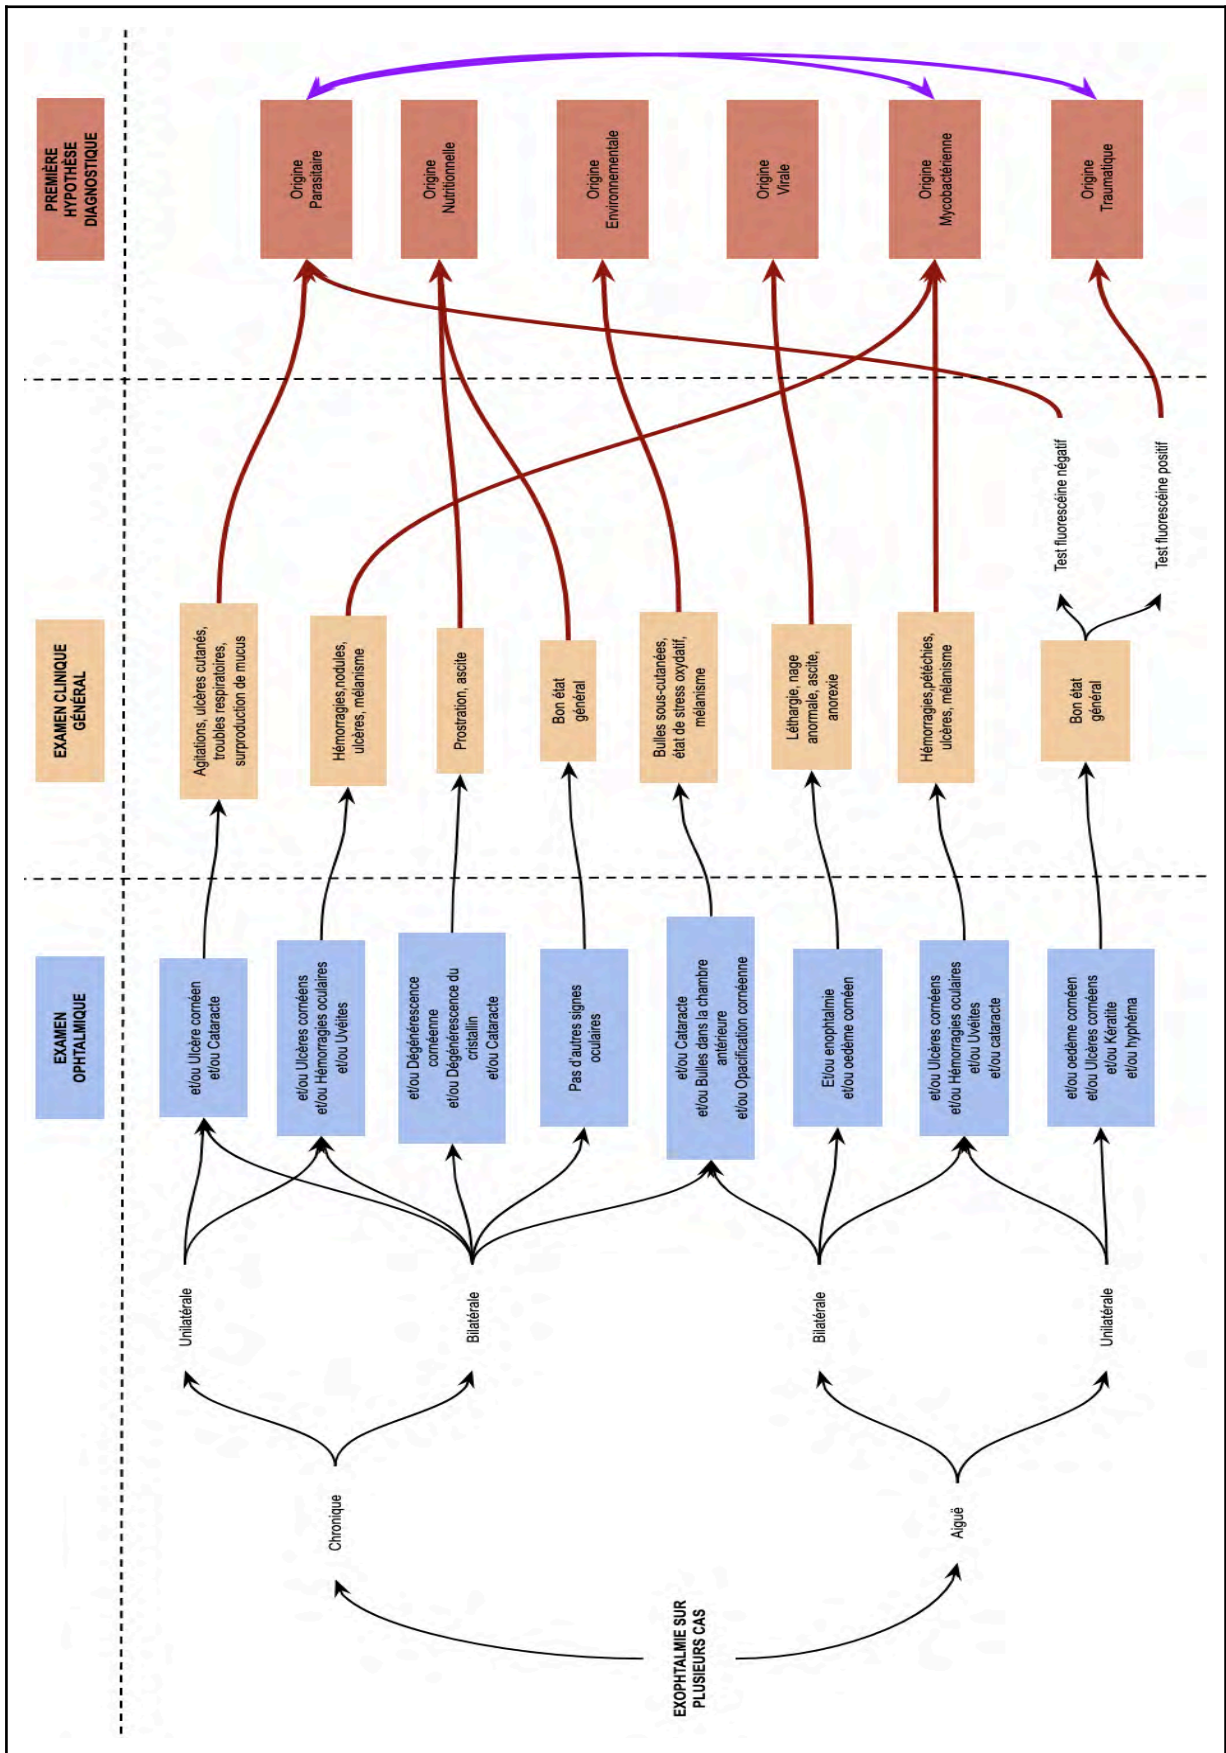 EXOPHTALMIE SUR
PLUSIEURS CAS
Chronique
Aiguë
Unilatérale
Bilatérale
Bilatérale
Unilatérale
EXAMEN
OPHTALMIQUE
et/ou Ulcère cornéen
et/ou Cataracte
et/ou Ulcères cornéens
et/ou Hémorragies oculaires
et/ou Uvéites
et/ou Dégénérescence
cornéenne
et/ou Dégénérescence du
cristallin
et/ou Cataracte
Pas d'autres signes
oculaires
et/ou Cataracte
et/ou Bulles dans la chambre
antérieure
et/ou Opacification cornéenne
Et/ou enophtalmie
et/ou oedème cornéen
et/ou Ulcères cornéens
et/ou Hémorragies oculaires
et/ou Uvéites
et/ou cataracte
et/ou oedème cornéen
et/ou Ulcères cornéens
et/ou Kératite
et/ou hyphéma
EXAMEN CLINIQUE
GÉNÉRAL
Agitations, ulcères cutanés,
troubles respiratoires,
surproduction de mucus
Hémorragies,nodules,
ulcères, mélanisme
Prostration, ascite
Bon état
général
Bulles sous-cutanées,
état de stress oxydatif,
mélanisme
Léthargie, nage
anormale, ascite,
anorexie
Hémorragies,pétéchies,
ulcères, mélanisme
Bon état
général
Test fluorescéine négatif
Test fluorescéine positif
PREMIÈRE
HYPOTHÈSE
DIAGNOSTIQUE
Origine
Parasitaire
Origine
Nutritionnelle
Origine
Environnementale
Origine
Virale
Origine
Mycobactérienne
Origine
Traumatique